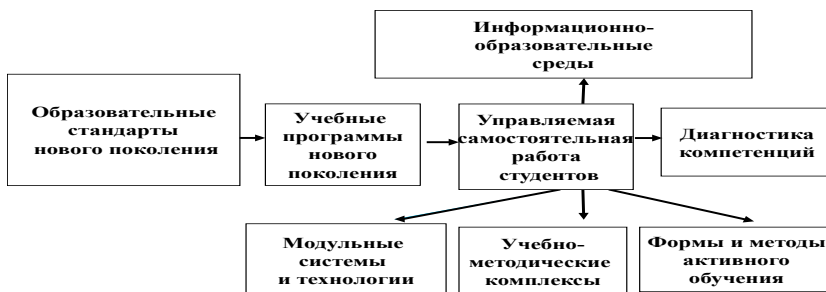 Информационно-
образовательные
среды
Образовательные
стандарты
нового поколения
Учебные
программы
нового
поколения
Управляемая
самостоятельная
работа
студентов
Диагностика
компетенций
Модульные
системы
и технологии
Учебно-
методические
комплексы
Формы и методы
активного
обучения